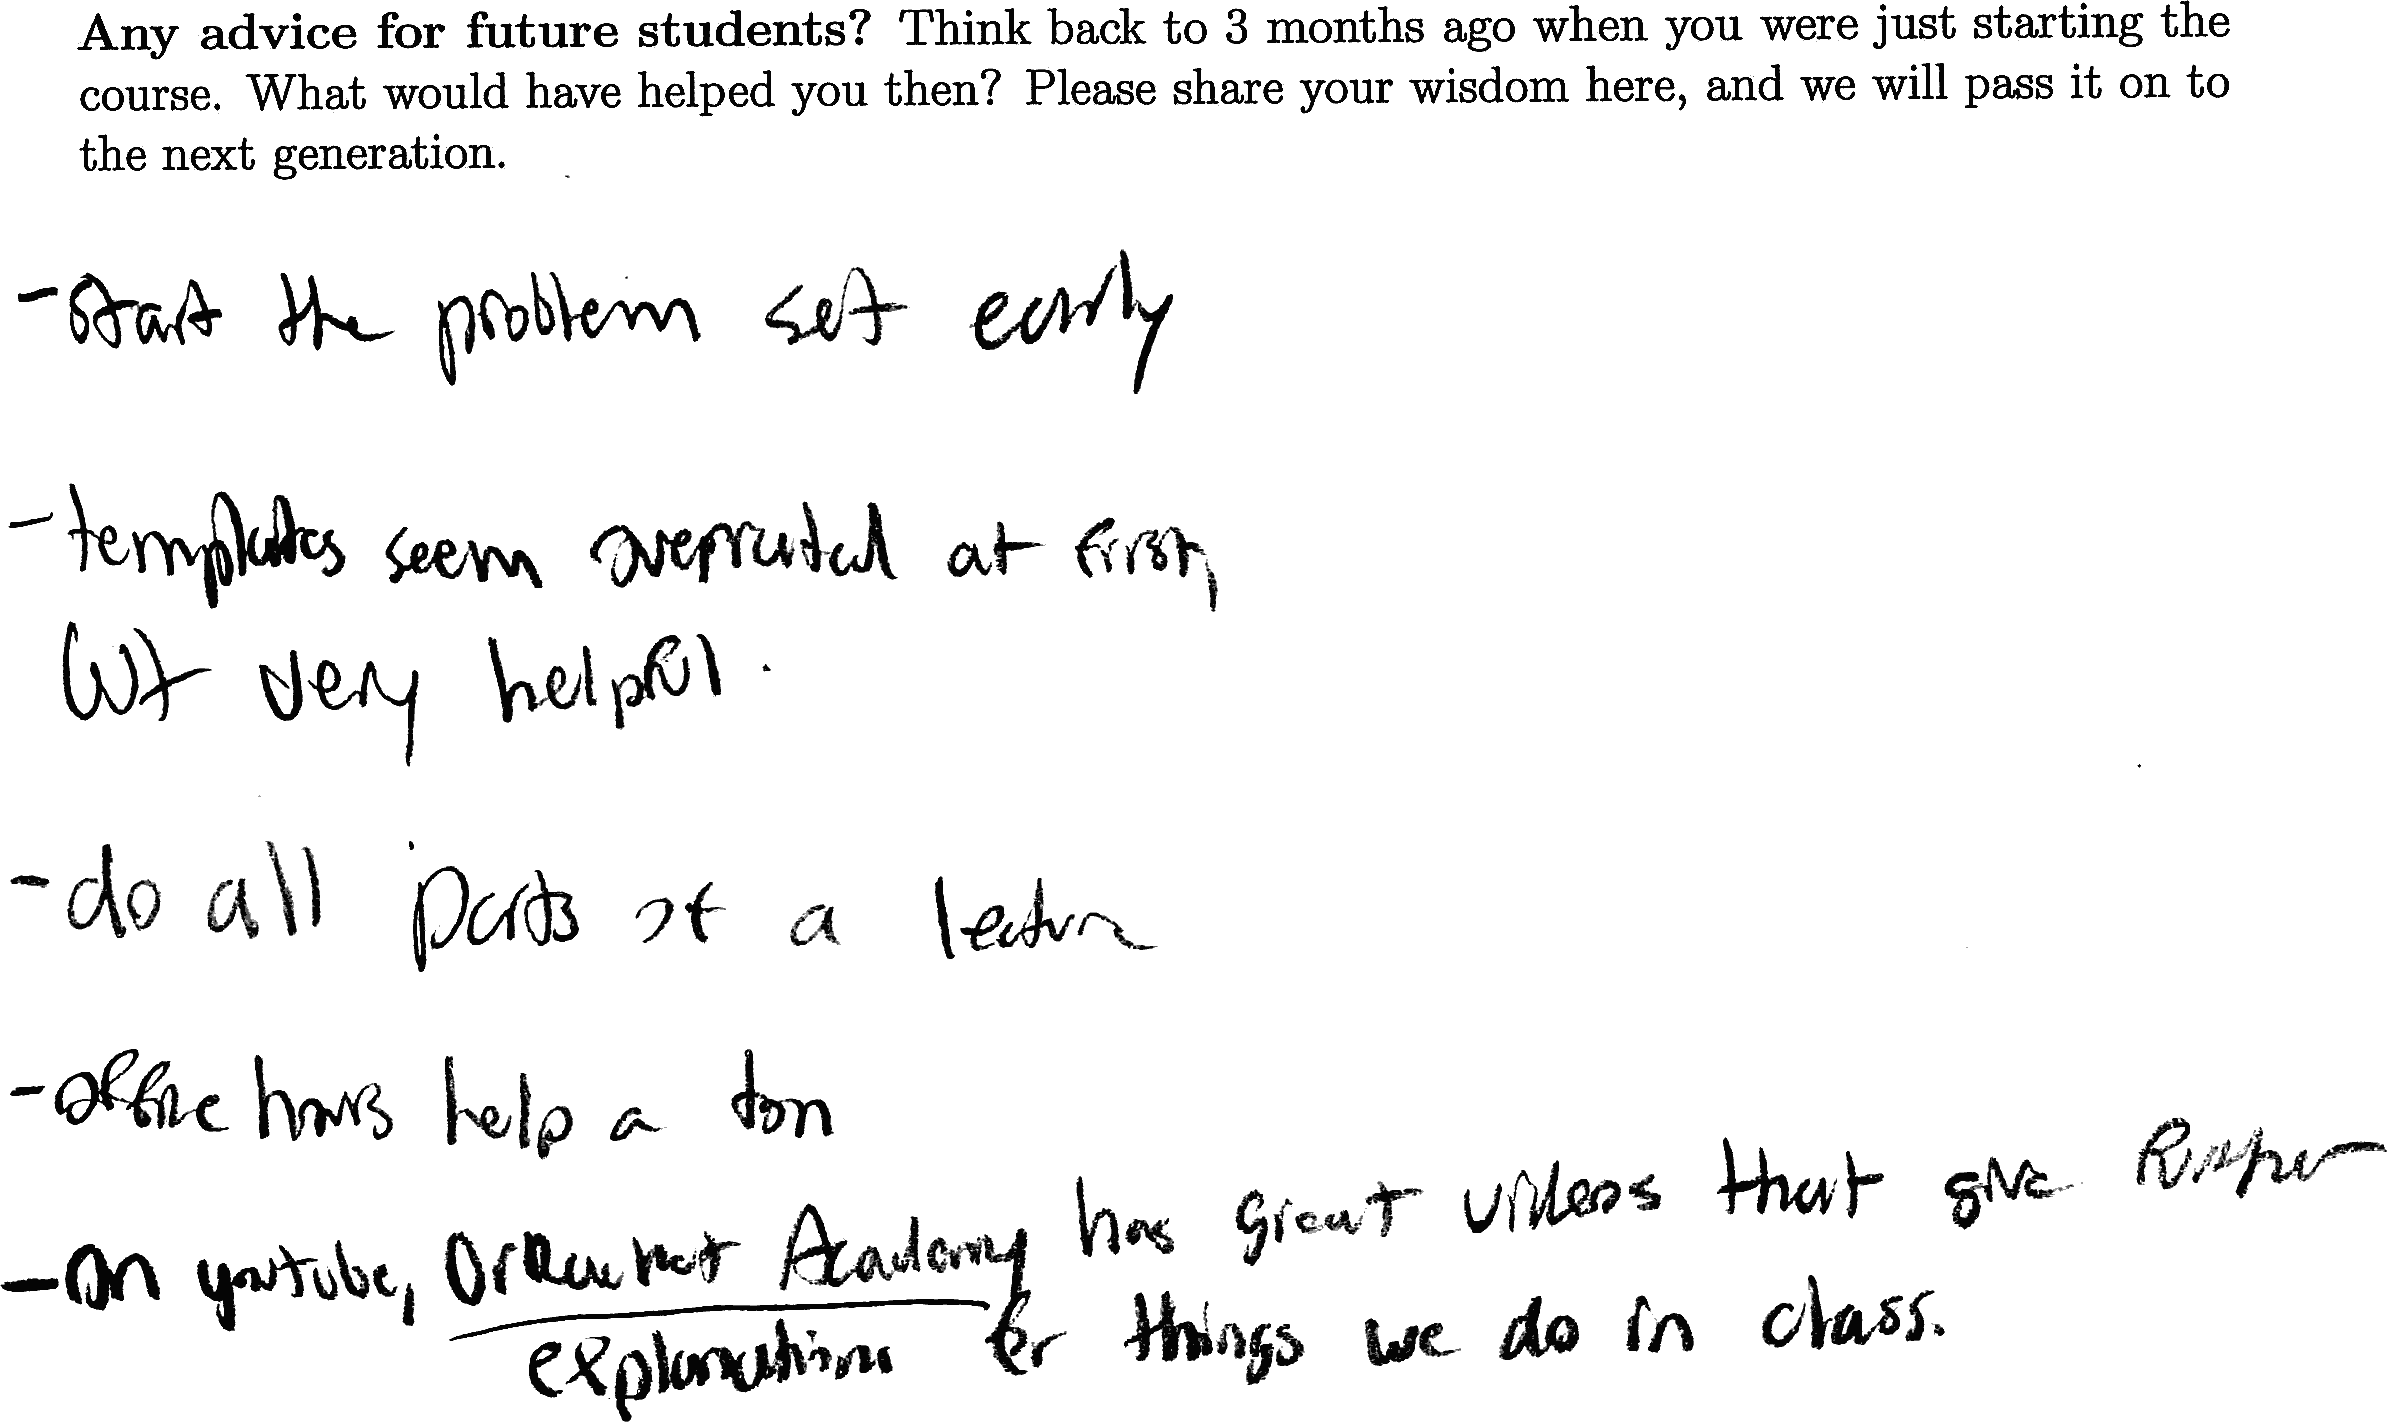 Any advice for future students? Think back to 3 months ago when you were just starting the
course. What would have helped you then? Please share your wisdom here, and we will pass it on to
the next generation.
-start the problem set early
-templates seem overrated at first,
but very helpful.
-do all parts of a lecture
-office hours help a ton
-on youtube, Academy has great videos that give
explanations for things we do in class.